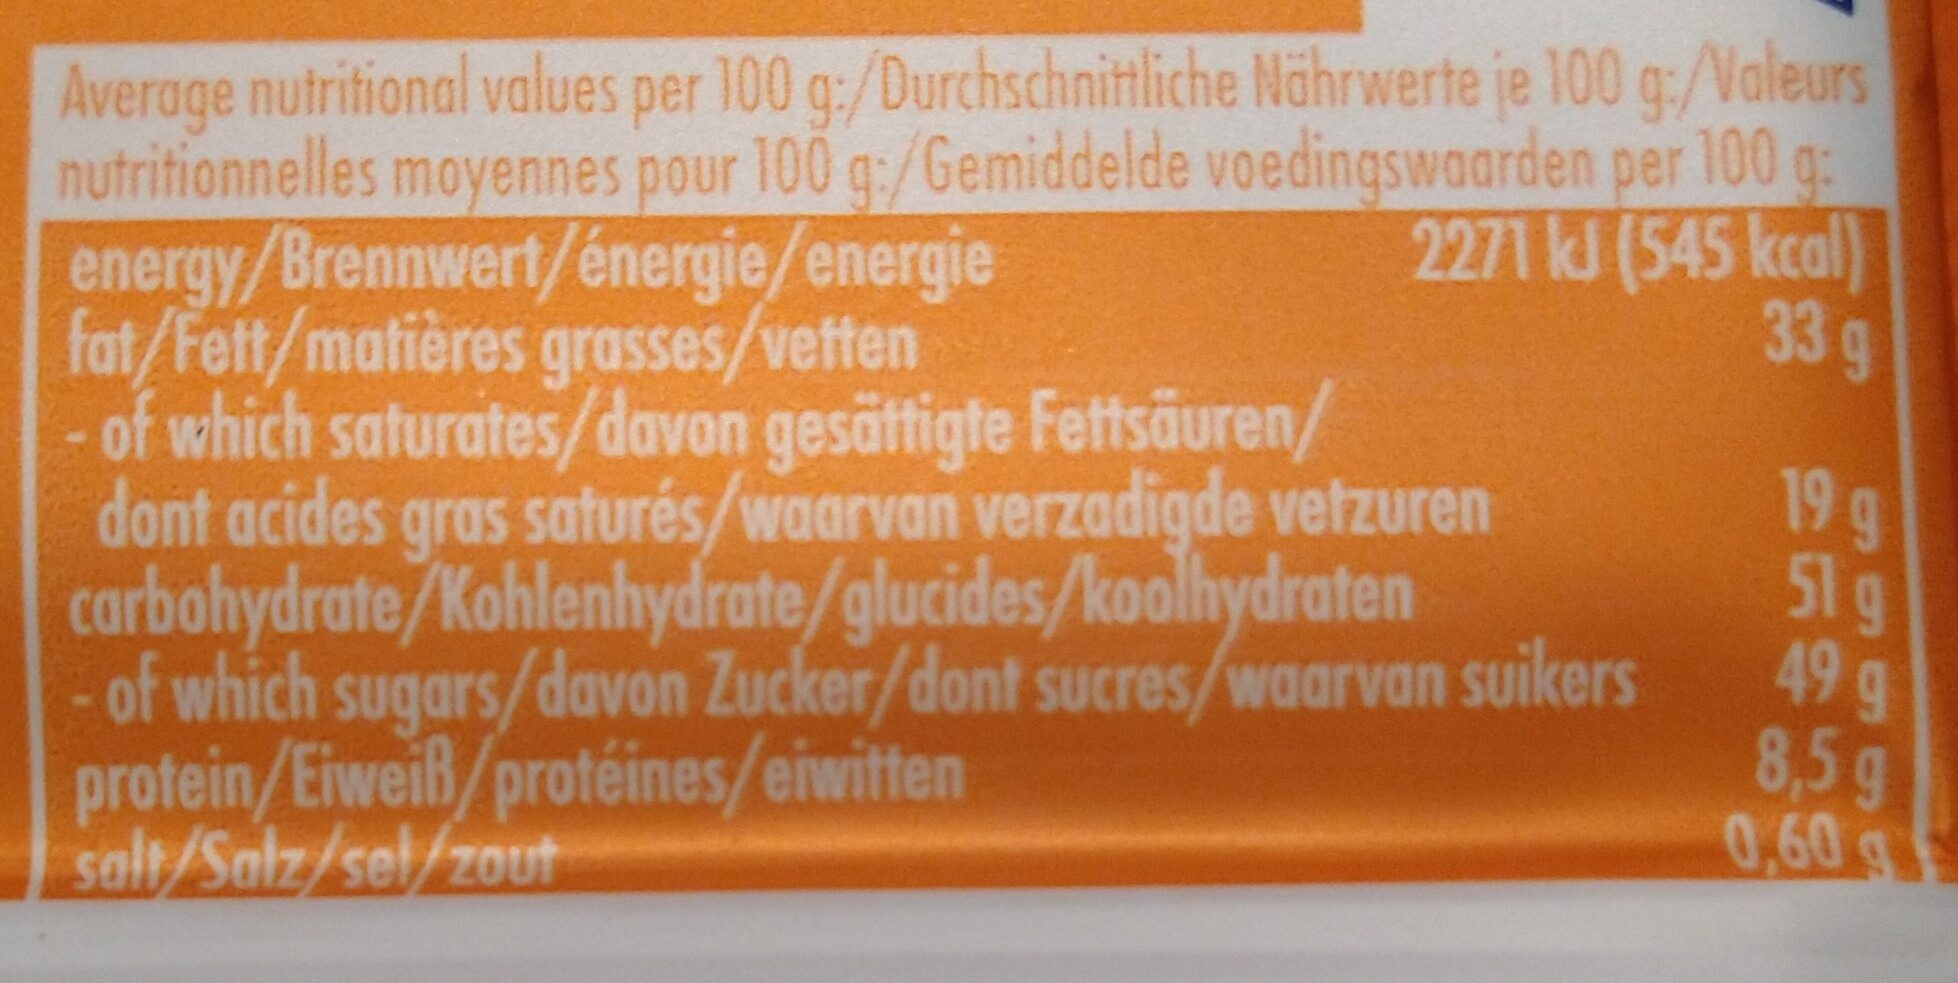 Average nutritional values per 100 g:/Durchschnittliche Nährwerte je 100 g:/Valeurs
nutritionnelles moyennes pour 100 g:/Gemiddelde voedingswaarden per 100 g:
energy/Brennwert/énergie/energie 2271 kJ (545 kcal)
fat/Fett/matières grasses/vetten 33 g
- of which saturates/davon gesättigte Fettsäuren/
dont acides gras saturés/waarvan verzadigde vetzuren 19 g
carbohydrate/Kohlenhydrate/glucides/koolhydraten 51 g
- of which sugars/davon Zucker/dont sucres/waarvan suikers 49 g
protein/Eiweiß/protéines/eiwitten 8,5 g
salt/Salz/sel/zout 0,60 g